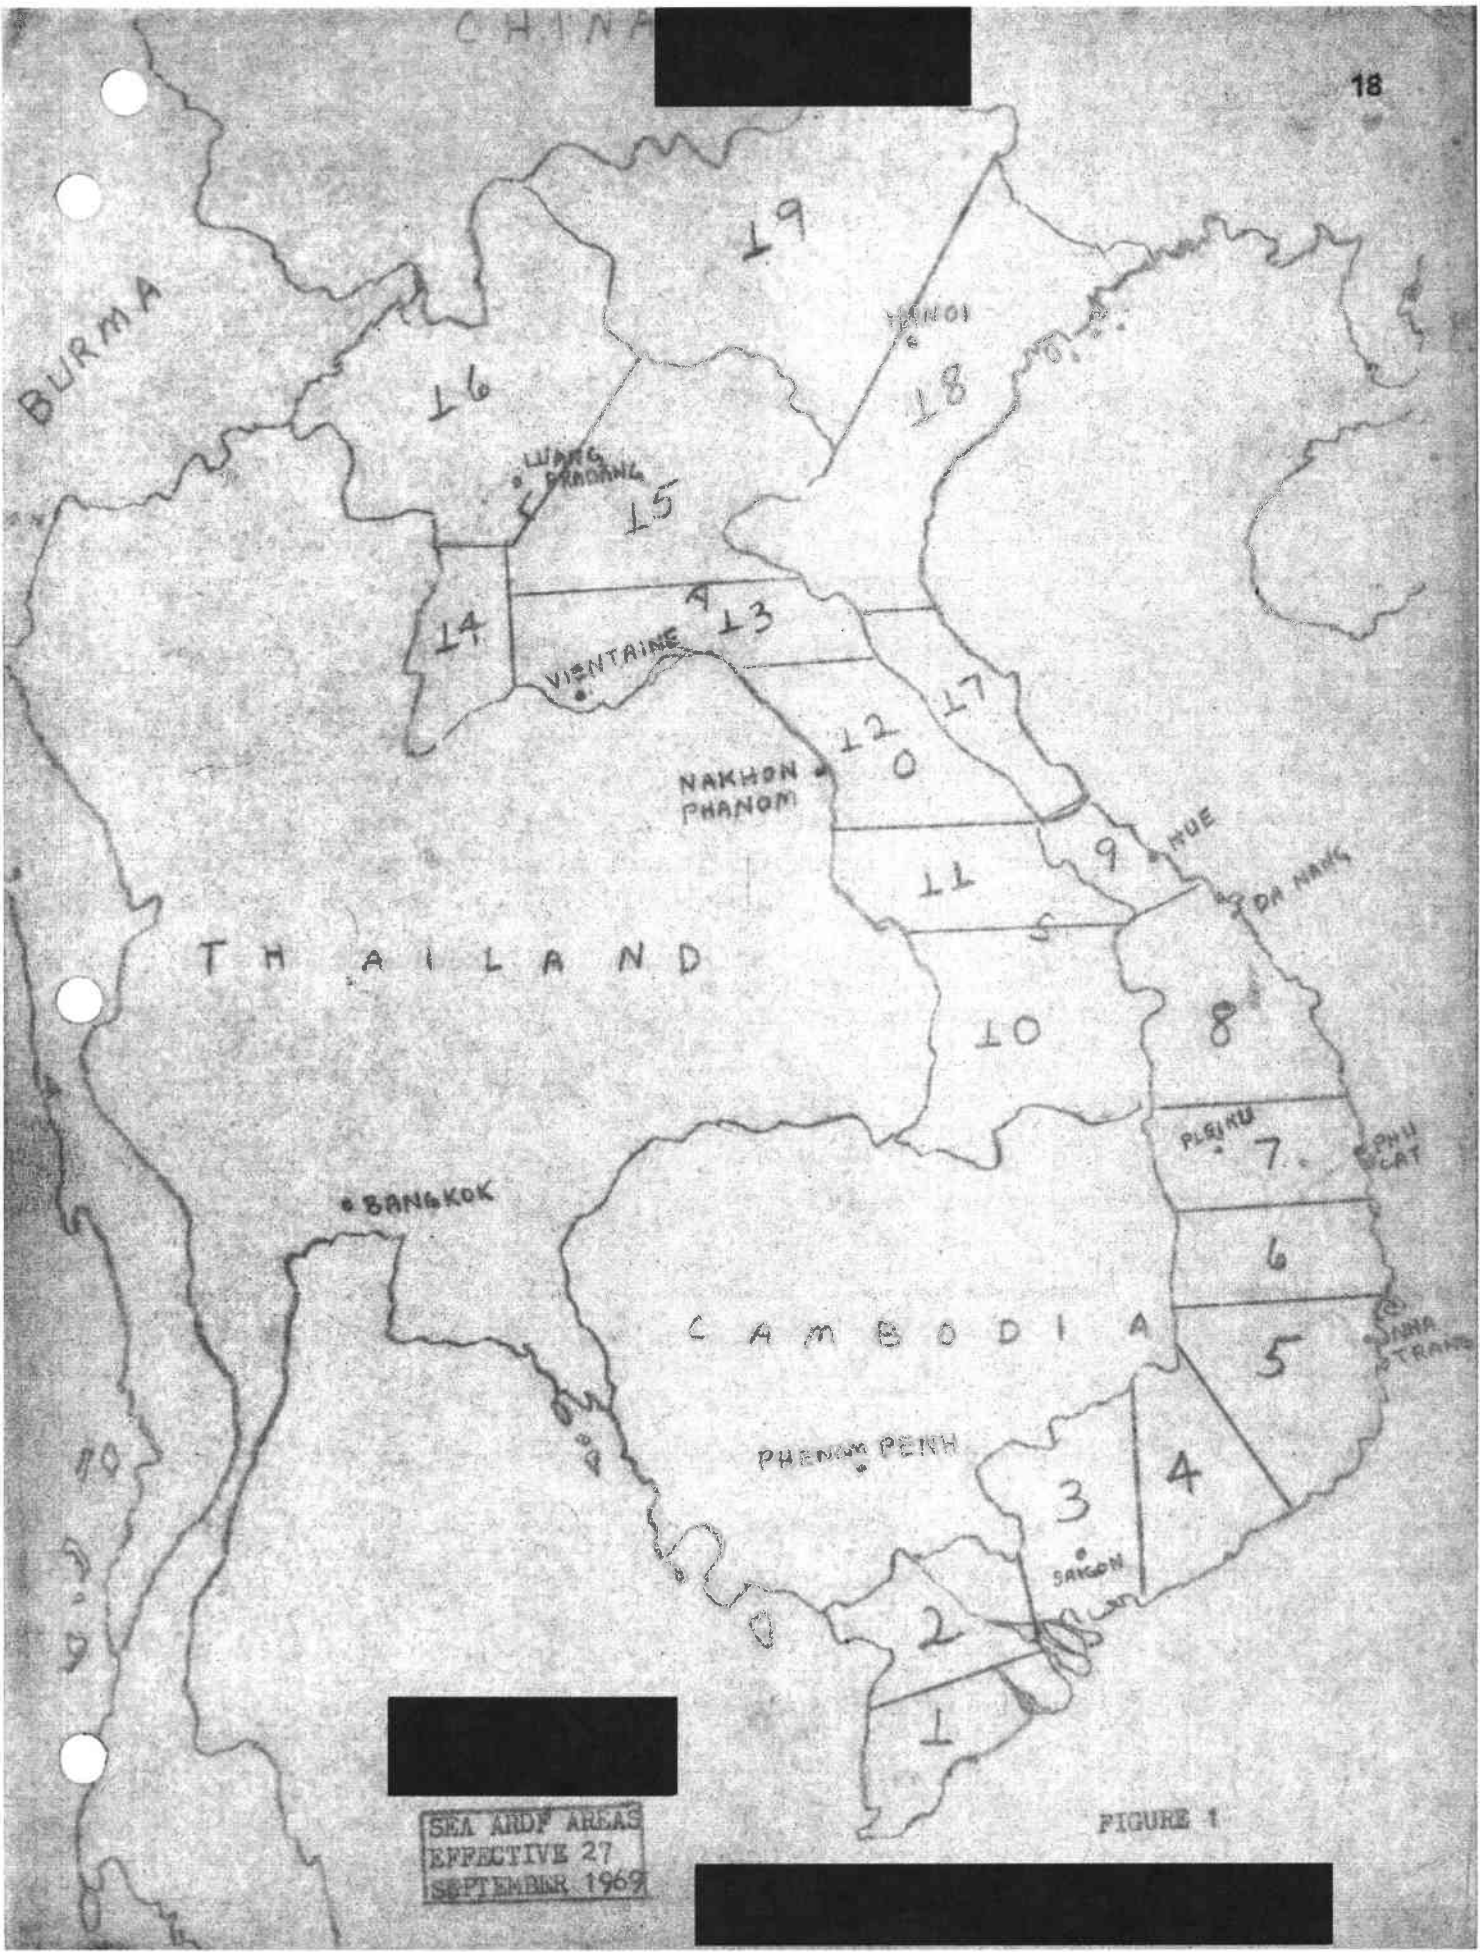 CHINA
18
19
BURMA
HANOI
18
16
LUANG
PRABANG
15
14
13
A
VIENTAINE
17
12
O
NAKHON
PHANOM
HUE
9
11
DA NANG
S
THAILAND
10
8
PLEIKU
7
PHU
CAT
BANGKOK
6
CAMBODIA
NHA
TRANG
5
PHENOM PENH
4
3
SAIGON
2
1
SEA ARDF AREAS
EFFECTIVE 27
SEPTEMBER 1969
FIGURE 1